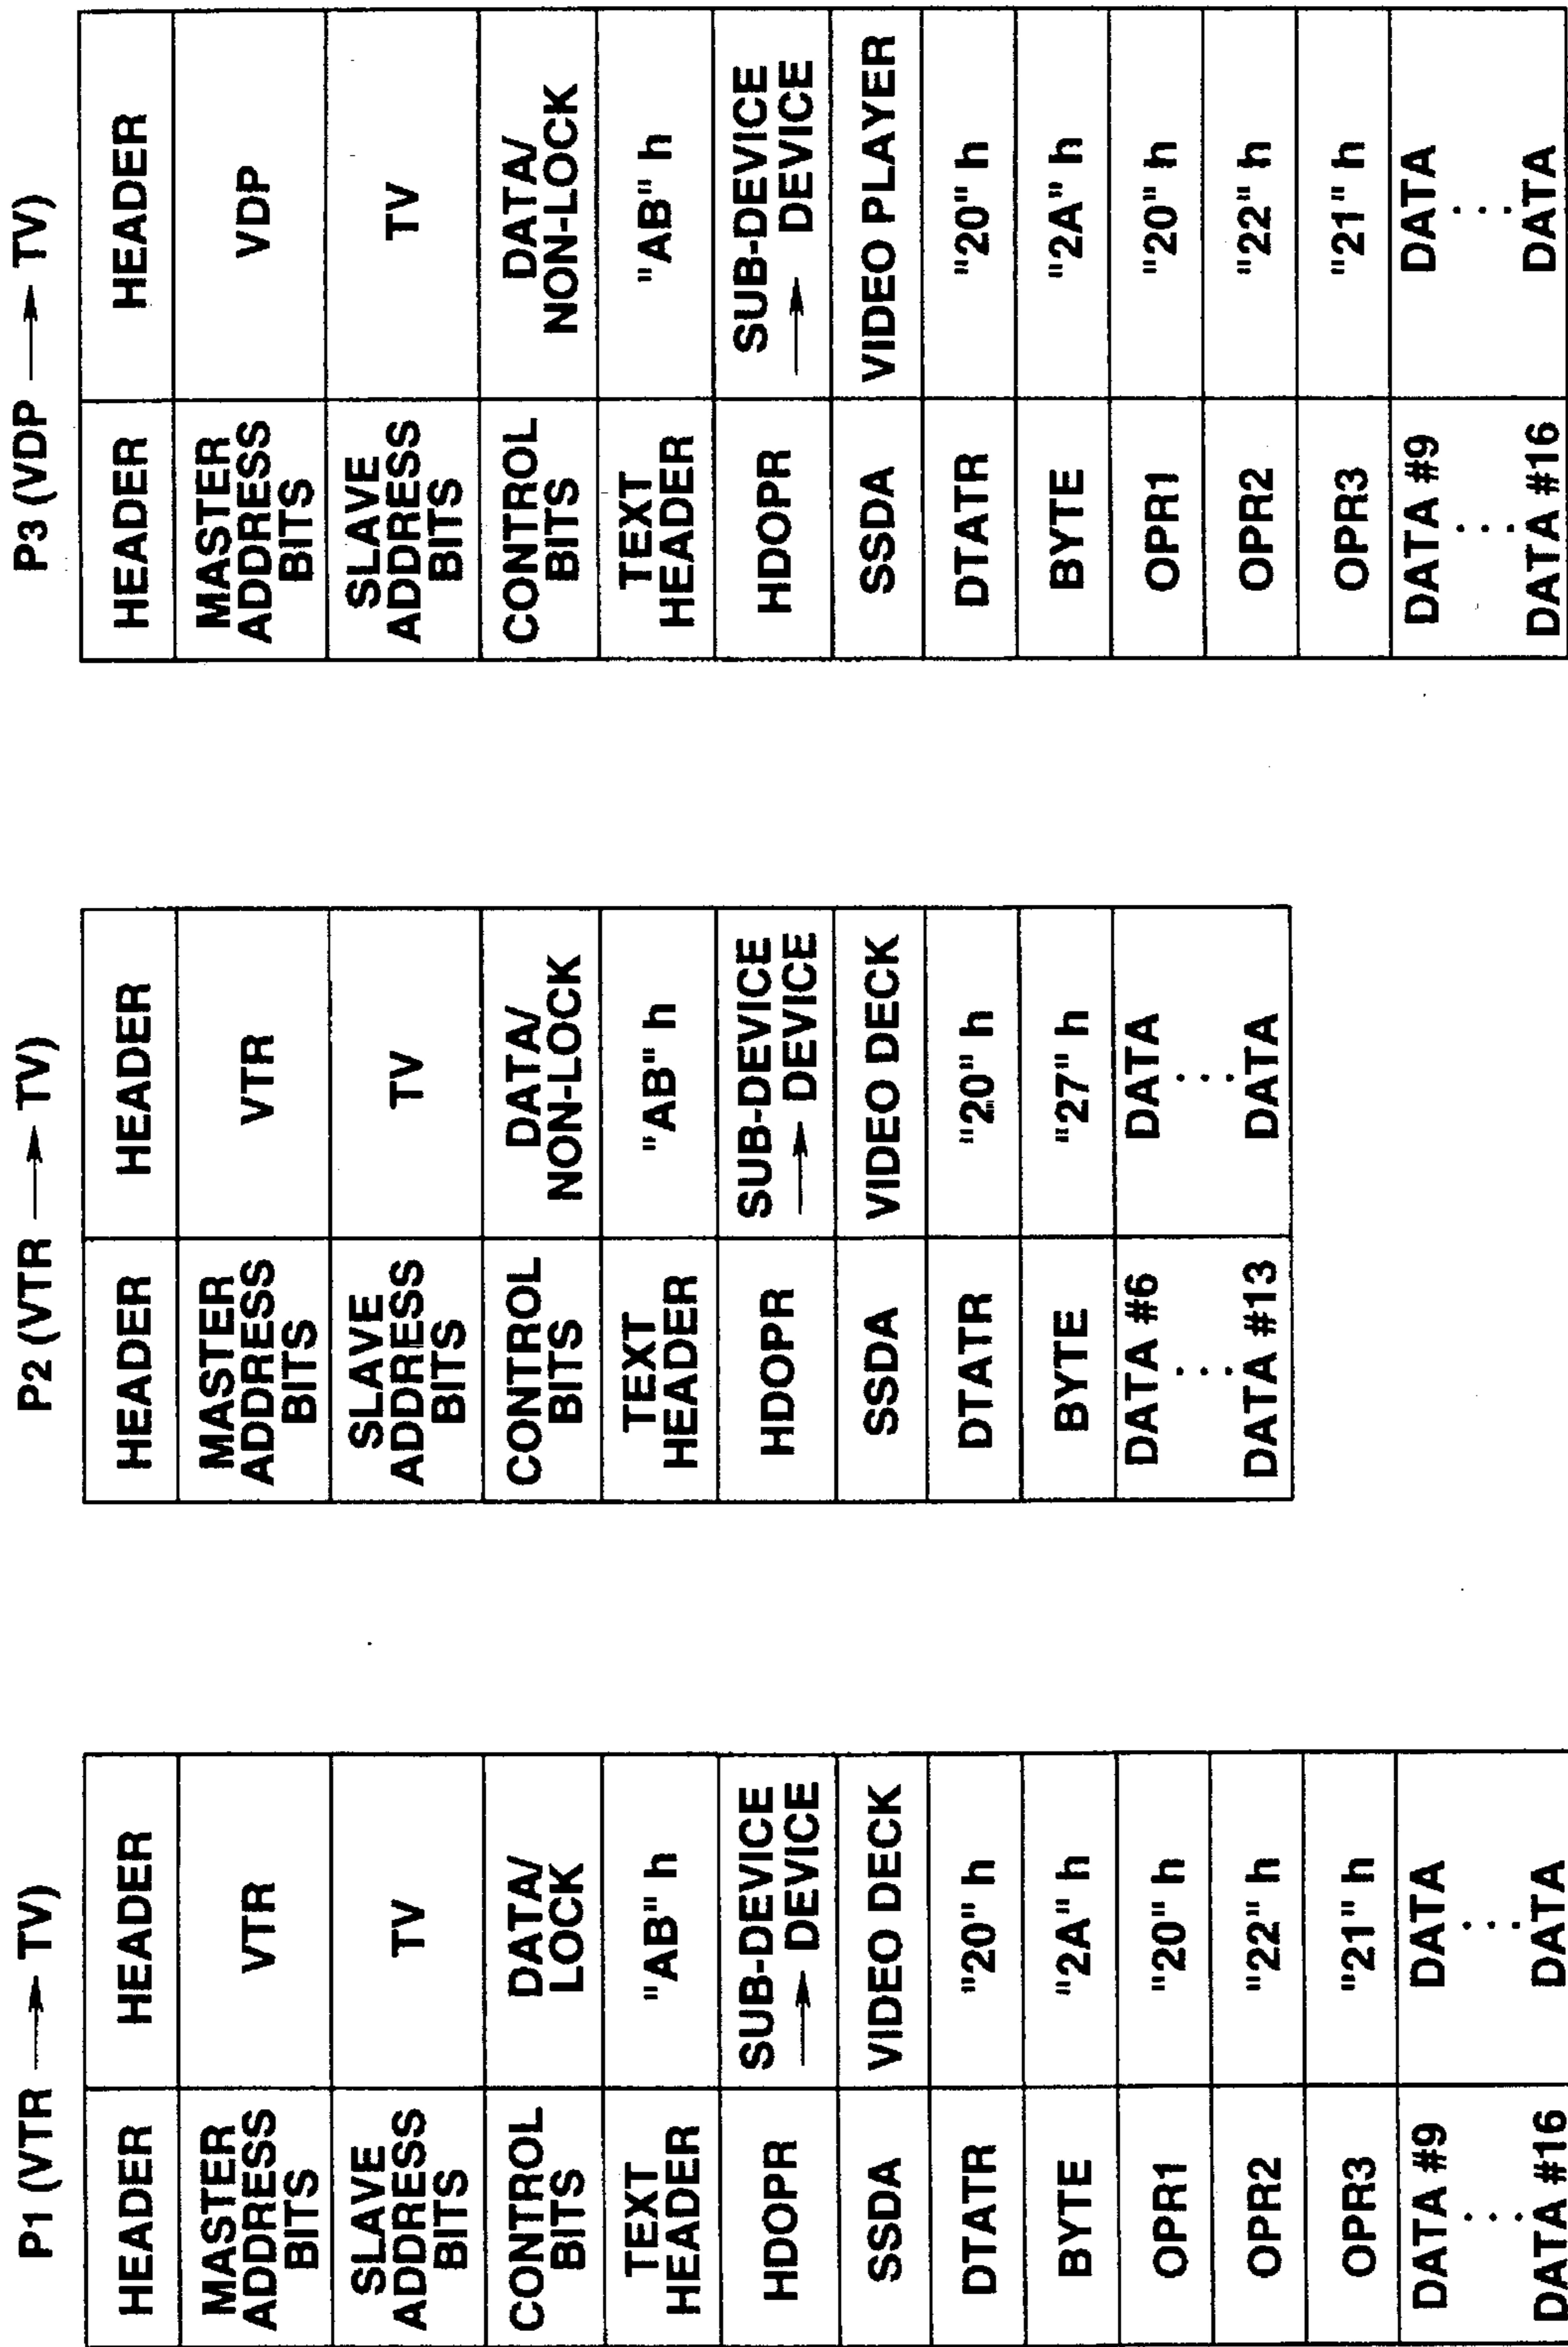 P1 (VTR → TV)
HEADER HEADER
MASTER ADDRESS BITS VTR
SLAVE ADDRESS BITS TV
CONTROL BITS DATA/ LOCK
TEXT HEADER "AB" h
HDOPR SUB-DEVICE → DEVICE
SSDA VIDEO DECK
DTATR "20" h
BYTE "2A" h
OPR1 "20" h
OPR2 "22" h
OPR3 "21" h
DATA #9 DATA
⋮ ⋮
DATA #16 DATA
P2 (VTR → TV)
HEADER HEADER
MASTER ADDRESS BITS VTR
SLAVE ADDRESS BITS TV
CONTROL BITS DATA/ NON-LOCK
TEXT HEADER "AB" h
HDOPR SUB-DEVICE → DEVICE
SSDA VIDEO DECK
DTATR "20" h
BYTE "27" h
DATA #6 DATA
⋮ ⋮
DATA #13 DATA
P3 (VDP → TV)
HEADER HEADER
MASTER ADDRESS BITS VDP
SLAVE ADDRESS BITS TV
CONTROL BITS DATA/ NON-LOCK
TEXT HEADER "AB" h
HDOPR SUB-DEVICE → DEVICE
SSDA VIDEO PLAYER
DTATR "20" h
BYTE "2A" h
OPR1 "20" h
OPR2 "22" h
OPR3 "21" h
DATA #9 DATA
⋮ ⋮
DATA #16 DATA